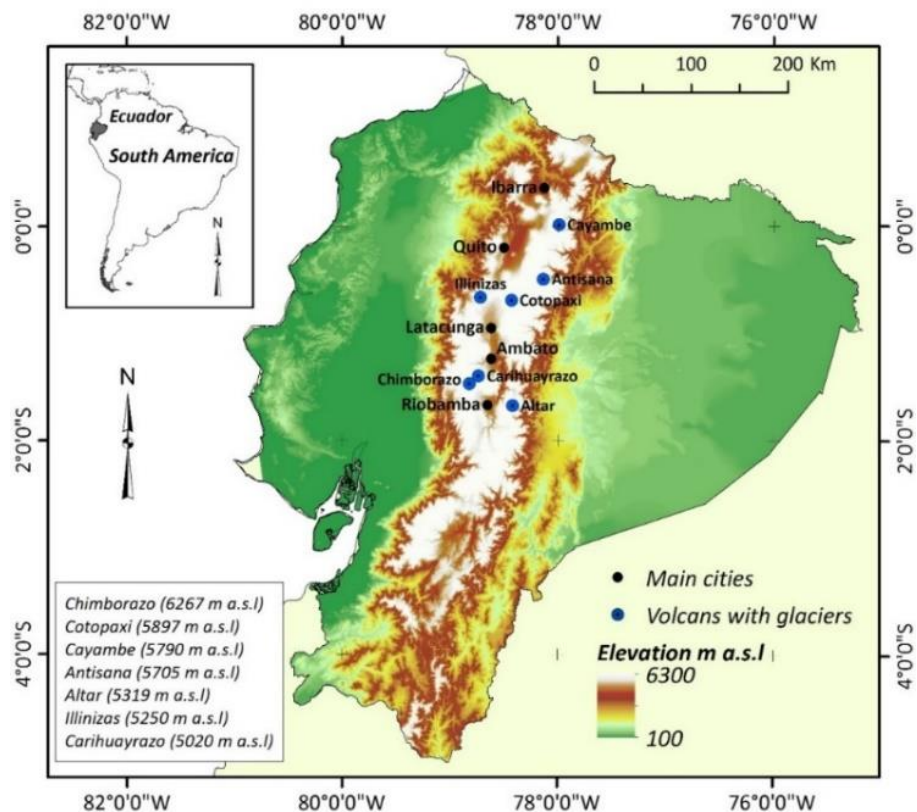 82°0'0"W 80°0'0"W 78°0'0"W 76°0'0"W
0 100 200 Km
Ecuador
South America
N
Ibarra
0°0'0" Cayambe 0°0'0"
Quito
Antisana
Illinizas
Cotopaxi
Latacunga
Ambato
N
Carihuayrazo
Chimborazo
Riobamba Altar
2°0'0"S 2°0'0"S
Main cities
Volcans with glaciers
Elevation m a.s.l
6300
100
4°0'0"S 4°0'0"S
Chimborazo (6267 m a.s.l)
Cotopaxi (5897 m a.s.l)
Cayambe (5790 m a.s.l)
Antisana (5705 m a.s.l)
Altar (5319 m a.s.l)
Illinizas (5250 m a.s.l)
Carihuayrazo (5020 m a.s.l)
82°0'0"W 80°0'0"W 78°0'0"W 76°0'0"W